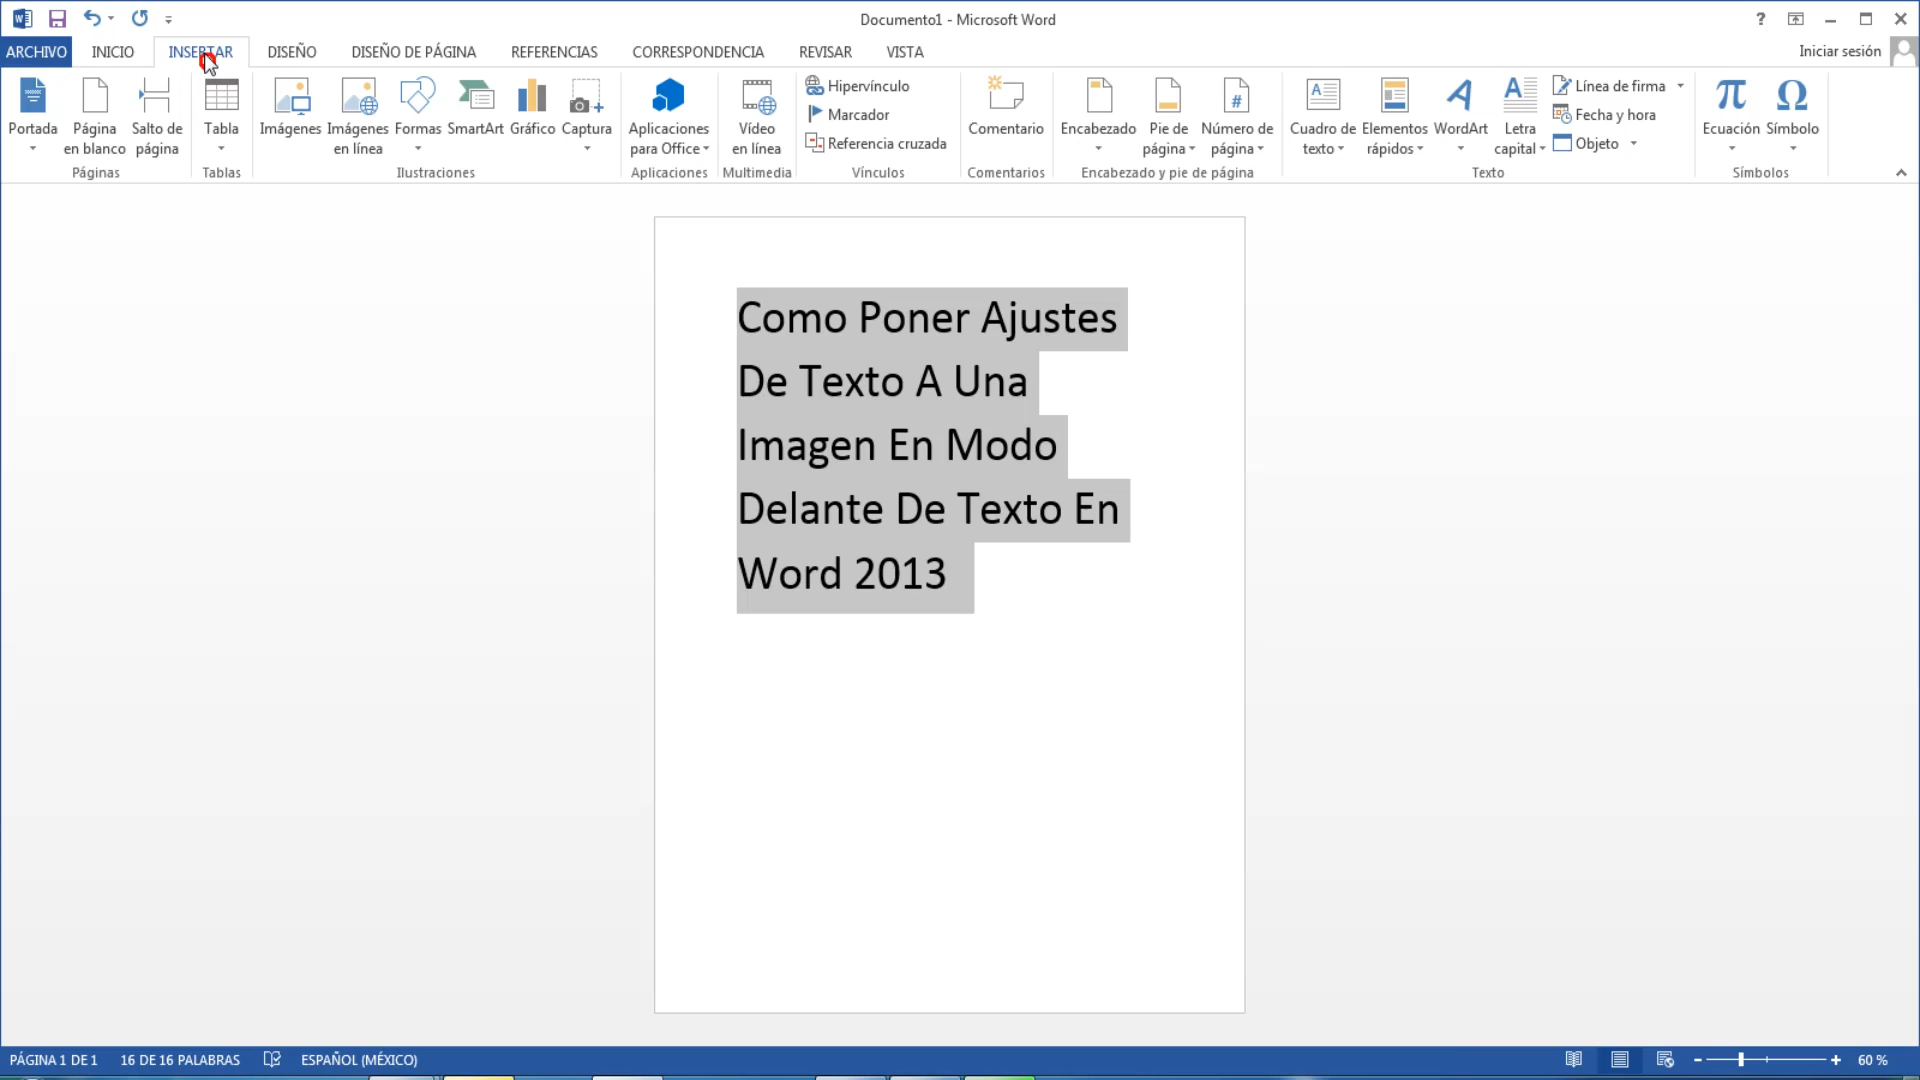 Documento1 - Microsoft Word
?
ARCHIVO INICIO INSERTAR DISEÑO DISEÑO DE PÁGINA REFERENCIAS CORRESPONDENCIA REVISAR VISTA Iniciar sesión
Portada
Página en blanco
Salto de página
Páginas
Tabla
Tablas
Imágenes
Imágenes en línea
Formas
SmartArt
Gráfico
Captura
Ilustraciones
Aplicaciones para Office
Aplicaciones
Vídeo en línea
Multimedia
Hipervínculo
Marcador
Referencia cruzada
Vínculos
Comentario
Comentarios
Encabezado
Pie de página
Número de página
Encabezado y pie de página
Cuadro de texto
Elementos rápidos
WordArt
Letra capital
Línea de firma
Fecha y hora
Objeto
Texto
π Ecuación
Ω Símbolo
Símbolos
Como Poner Ajustes
De Texto A Una
Imagen En Modo
Delante De Texto En
Word 2013
PÁGINA 1 DE 1 16 DE 16 PALABRAS ESPAÑOL (MÉXICO) 60 %